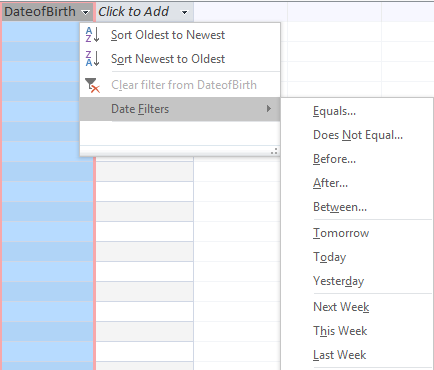 DateofBirth Click to Add
Sort Oldest to Newest
Sort Newest to Oldest
Clear filter from DateofBirth
Date Filters
Equals...
Does Not Equal...
Before...
After...
Between...
Tomorrow
Today
Yesterday
Next Week
This Week
Last Week